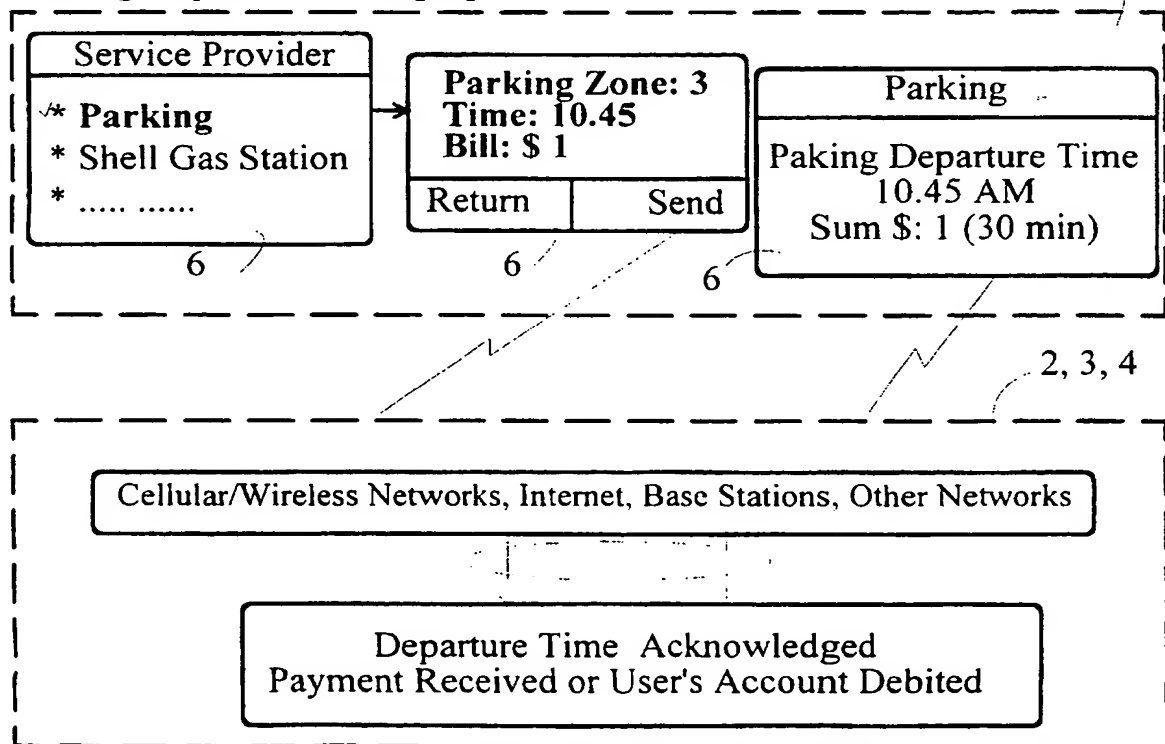 Service Provider
* Parking
* Shell Gas Station
* ..... ......
6
Parking Zone: 3
Time: 10.45
Bill: $ 1
Return Send
6
Parking
Paking Departure Time
10.45 AM
Sum $: 1 (30 min)
6
2, 3, 4
Cellular/Wireless Networks, Internet, Base Stations, Other Networks
Departure Time Acknowledged
Payment Received or User's Account Debited